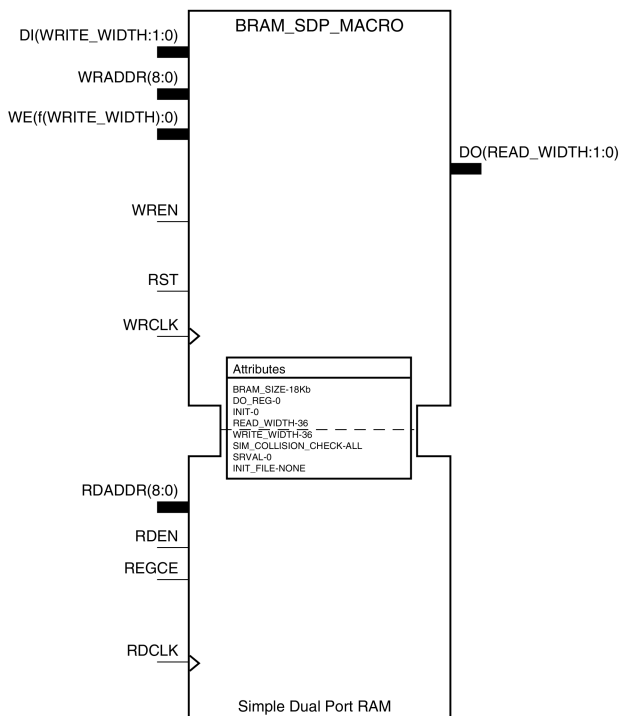 BRAM_SDP_MACRO
DI(WRITE_WIDTH:1:0)
WRADDR(8:0)
WE(f(WRITE_WIDTH):0)
DO(READ_WIDTH:1:0)
WREN
RST
WRCLK
Attributes
BRAM_SIZE-18Kb
DO_REG-0
INIT-0
READ_WIDTH-36
WRITE_WIDTH-36
SIM_COLLISION_CHECK-ALL
SRVAL-0
INIT_FILE-NONE
RDADDR(8:0)
RDEN
REGCE
RDCLK
Simple Dual Port RAM